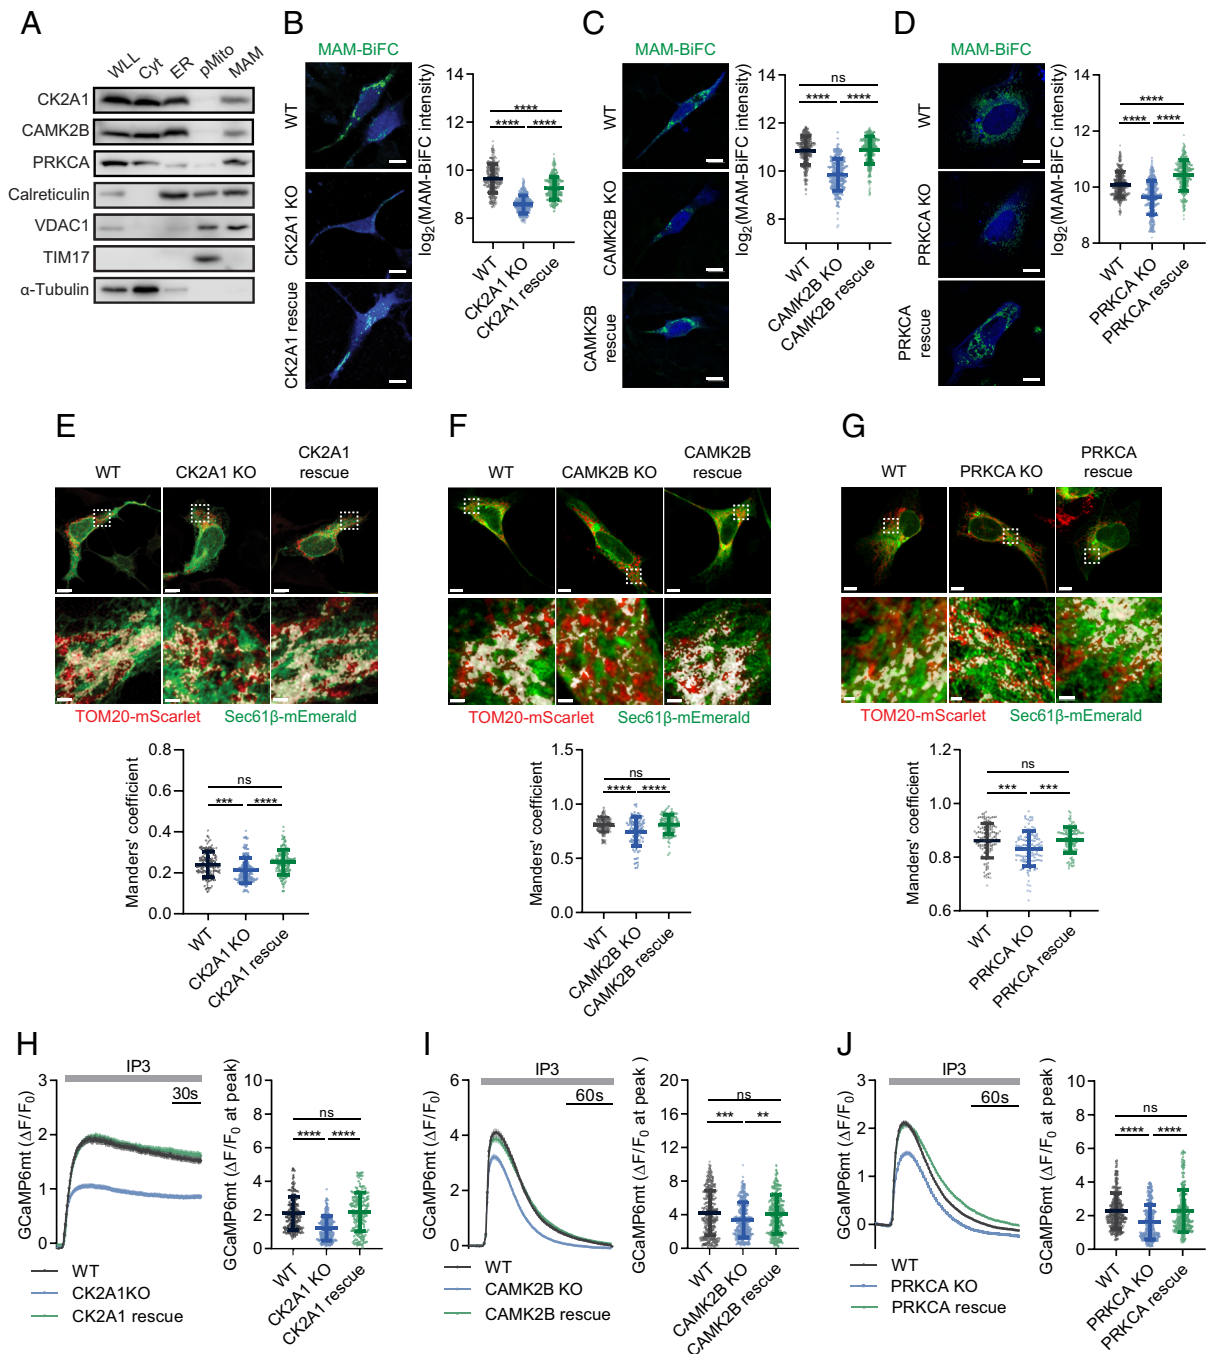 A
WLL Cyt ER pMito MAM
CK2A1
CAMK2B
PRKCA
Calreticulin
VDAC1
TIM17
α-Tubulin
B
MAM-BiFC
WT
CK2A1 KO
CK2A1 rescue
log2(MAM-BiFC intensity)
14
12
10
8
****
**** ****
WT
CK2A1 KO
CK2A1 rescue
C
MAM-BiFC
WT
CAMK2B KO
CAMK2B
rescue
log2(MAM-BiFC intensity)
14
12
10
8
ns
**** ****
WT
CAMK2B KO
CAMK2B rescue
D
MAM-BiFC
WT
PRKCA KO
PRKCA
rescue
log2(MAM-BiFC intensity)
14
12
10
8
****
**** ****
WT
PRKCA KO
PRKCA rescue
E
WT CK2A1 KO CK2A1
rescue
TOM20-mScarlet Sec61β-mEmerald
Manders' coefficient
0.8
0.6
0.4
0.2
0.0
ns
*** ****
WT
CK2A1 KO
CK2A1 rescue
F
WT CAMK2B KO CAMK2B
rescue
TOM20-mScarlet Sec61β-mEmerald
Manders' coefficient
1.5
1.0
0.5
0.0
ns
**** ****
WT
CAMK2B KO
CAMK2B rescue
G
WT PRKCA KO PRKCA
rescue
TOM20-mScarlet Sec61β-mEmerald
Manders' coefficient
1.2
1.0
0.8
0.6
ns
*** ***
WT
PRKCA KO
PRKCA rescue
H
IP3
30s
GCaMP6mt (ΔF/F0)
3
2
1
0
WT
CK2A1KO
CK2A1 rescue
GCaMP6mt (ΔF/F0 at peak)
10
8
6
4
2
0
ns
**** ****
WT
CK2A1 KO
CK2A1 rescue
I
IP3
60s
GCaMP6mt (ΔF/F0)
6
4
2
0
WT
CAMK2B KO
CAMK2B rescue
GCaMP6mt (ΔF/F0 at peak )
20
16
12
8
4
0
ns
*** **
WT
CAMK2B KO
CAMK2B rescue
J
IP3
60s
GCaMP6mt (ΔF/F0)
3
2
1
0
WT
PRKCA KO
PRKCA rescue
GCaMP6mt (ΔF/F0 at peak)
10
8
6
4
2
0
ns
**** ****
WT
PRKCA KO
PRKCA rescue